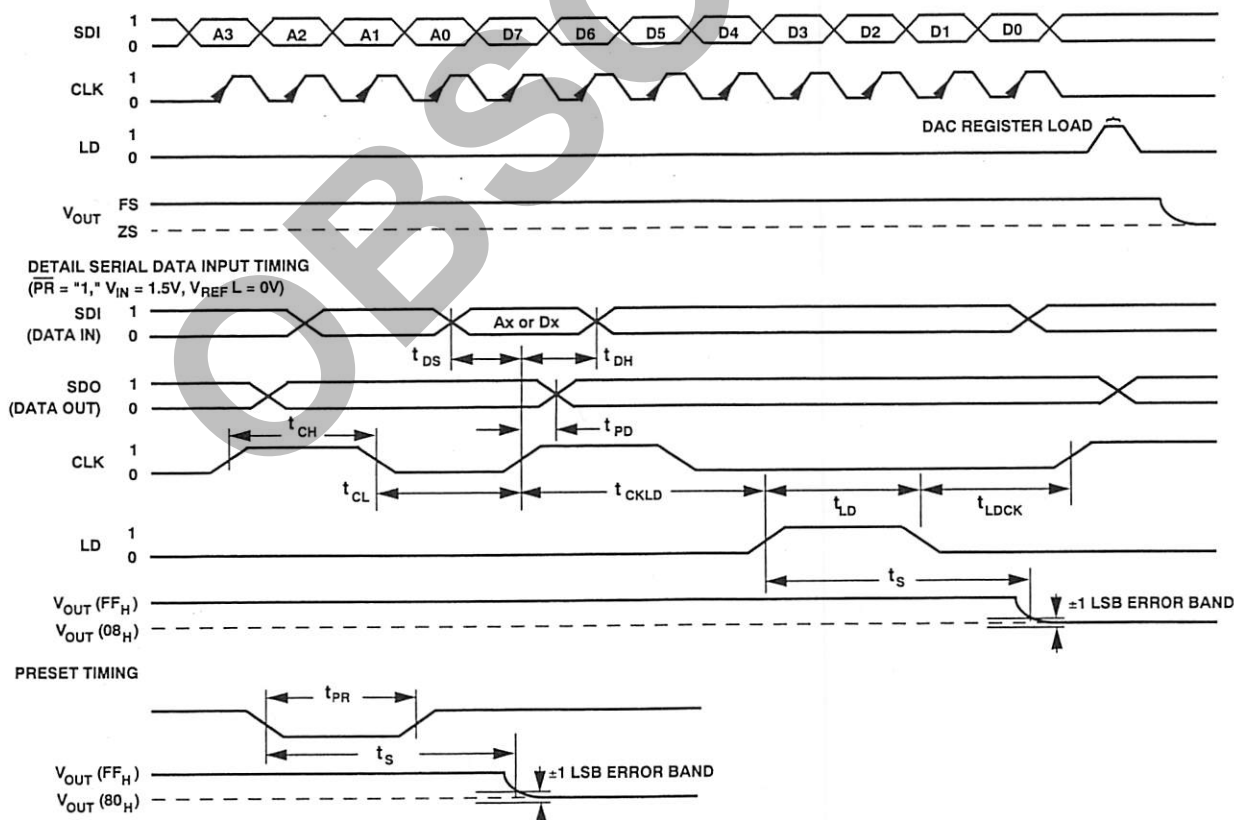 SDI 1 0 A3 A2 A1 A0 D7 D6 D5 D4 D3 D2 D1 D0
CLK 1 0
LD 1 0 DAC REGISTER LOAD
VOUT FS ZS
DETAIL SERIAL DATA INPUT TIMING
(PR = "1," VIN = 1.5V, VREF L = 0V)
SDI (DATA IN) 1 0 Ax or Dx
tDS tDH
SDO (DATA OUT) 1 0
tCH tPD
CLK 1 0
tCL tCKLD tLD tLDCK
LD 1 0
tS
VOUT (FFH) ±1 LSB ERROR BAND
VOUT (08H)
PRESET TIMING
tPR
tS
VOUT (FFH) ±1 LSB ERROR BAND
VOUT (80H)
OBSO